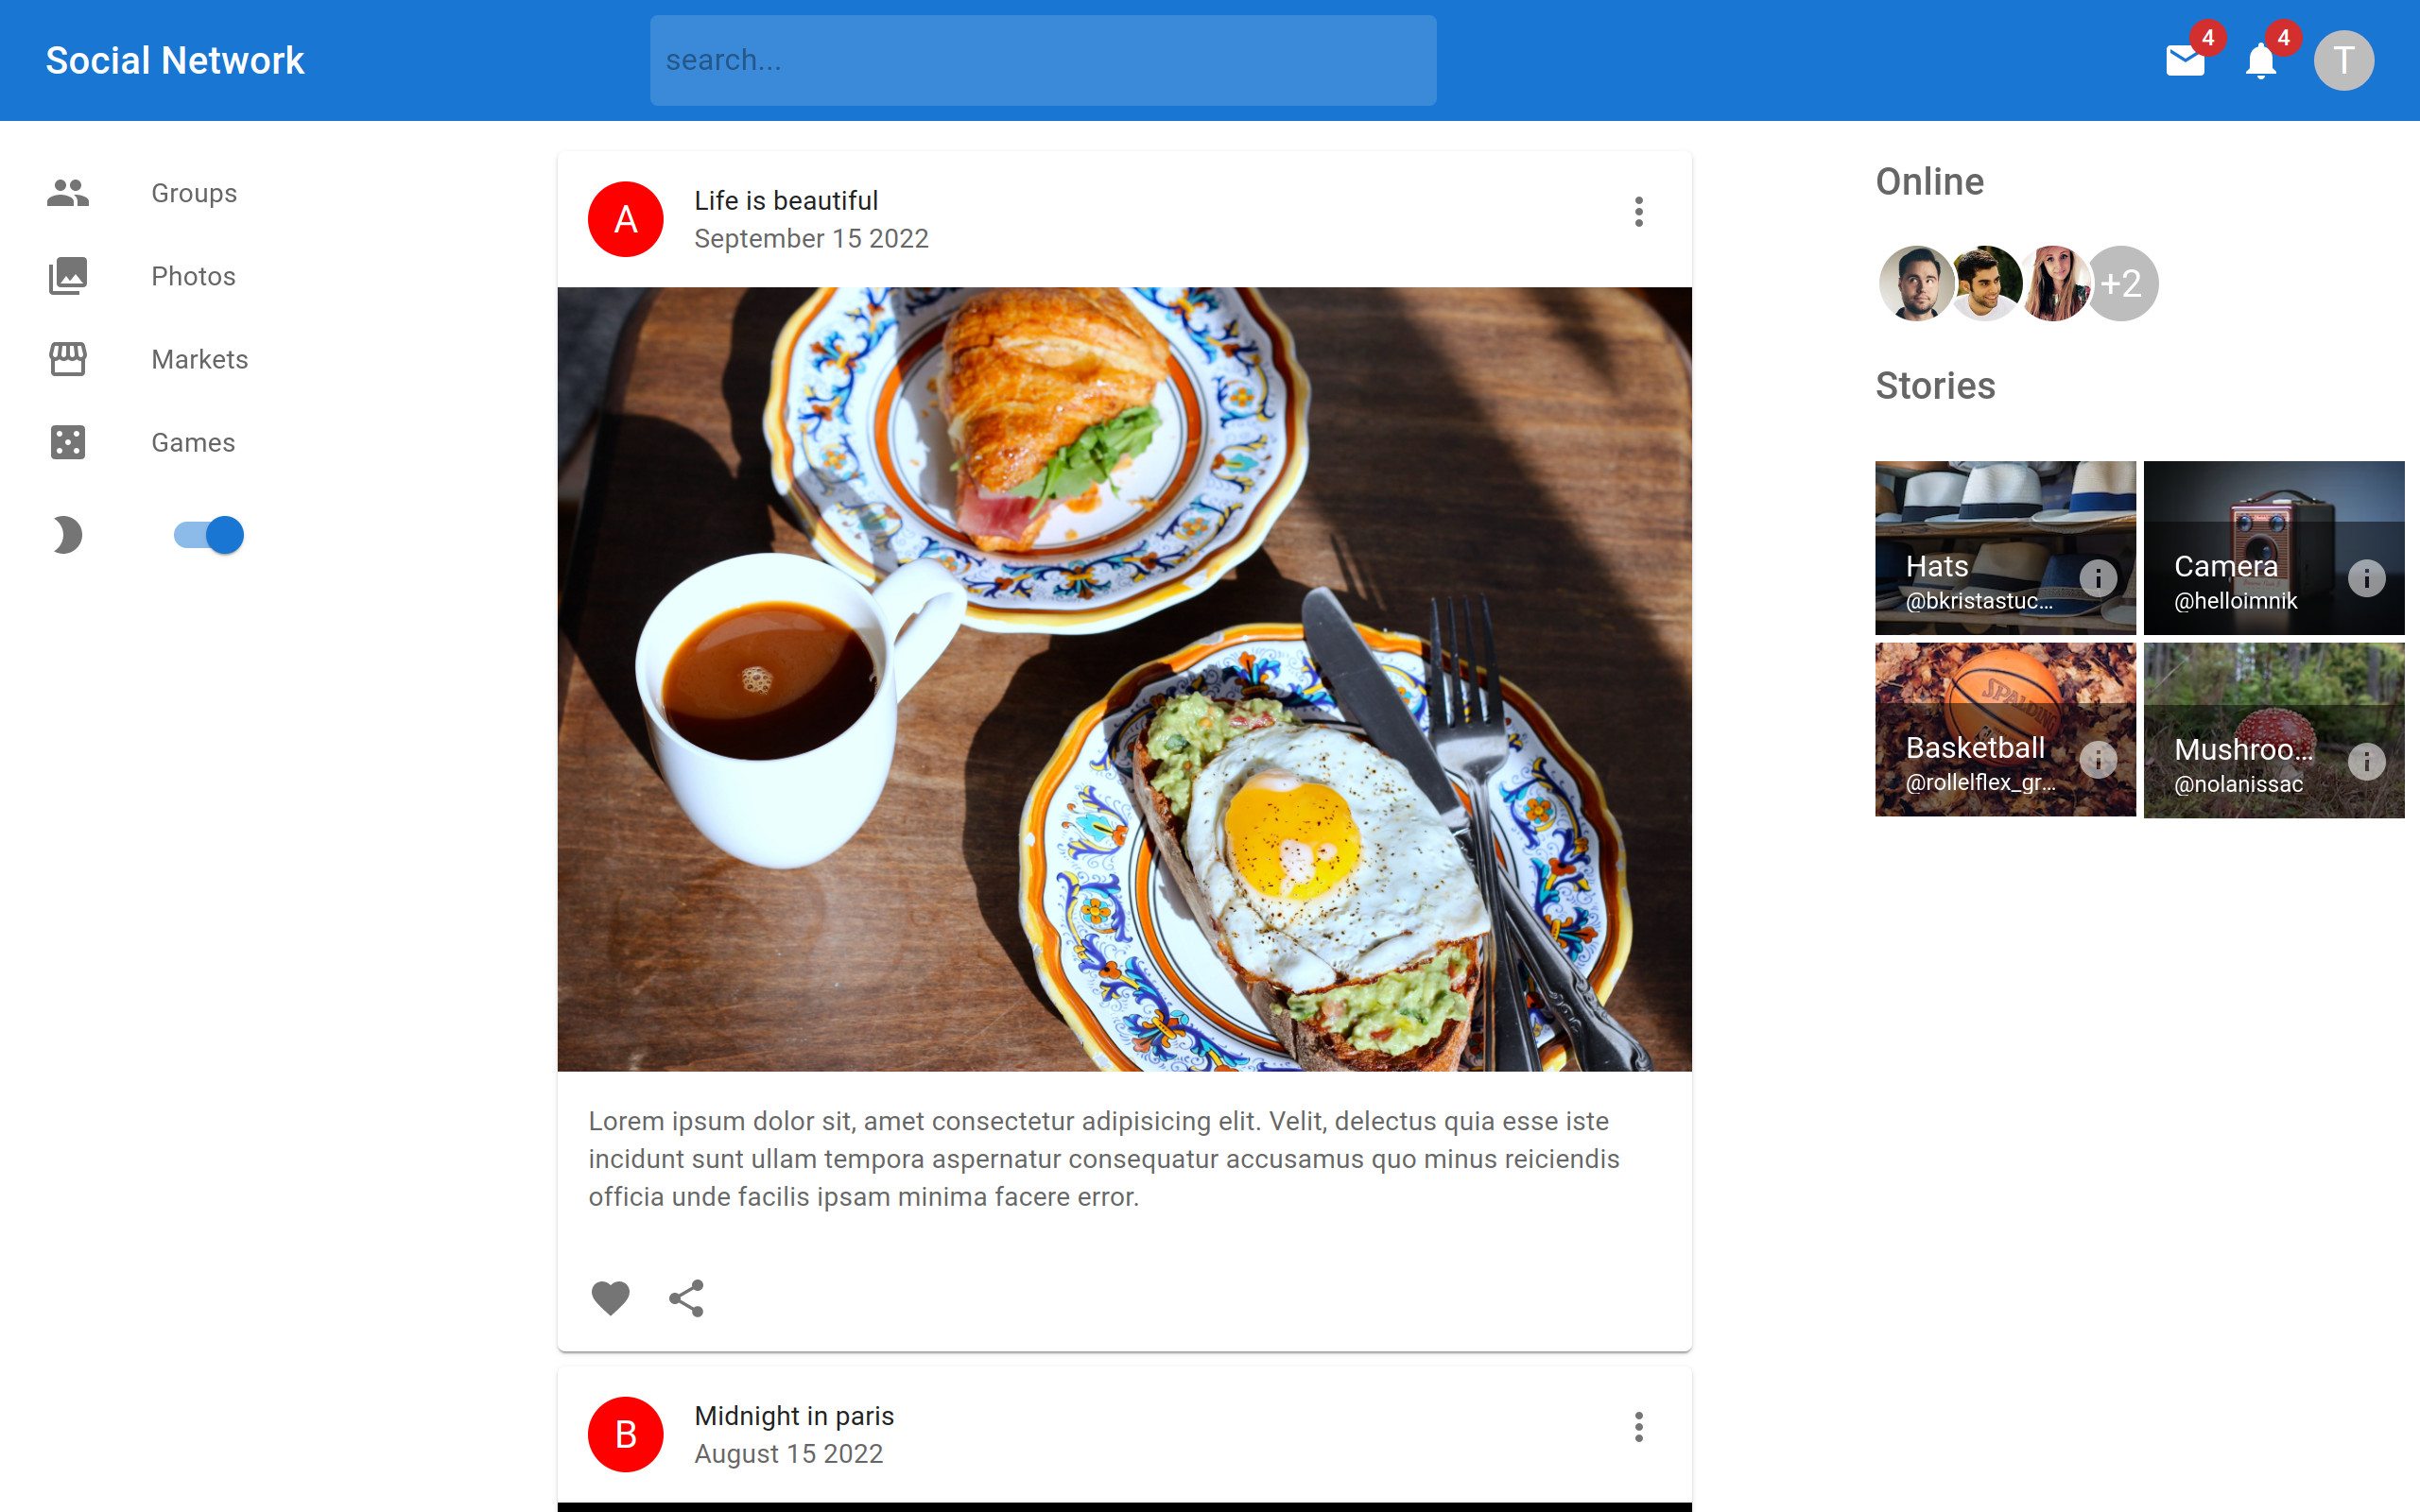 Social Network
search...
4
4
T
Groups
Photos
Markets
Games
A
Life is beautiful
September 15 2022
Lorem ipsum dolor sit, amet consectetur adipisicing elit. Velit, delectus quia esse iste
incidunt sunt ullam tempora aspernatur consequatur accusamus quo minus reiciendis
officia unde facilis ipsam minima facere error.
B
Midnight in paris
August 15 2022
Online
+2
Stories
Hats
@bkristastuc...
Camera
@helloimnik
SPALDING
Basketball
@rollelflex_gr...
Mushroo...
@nolanissac